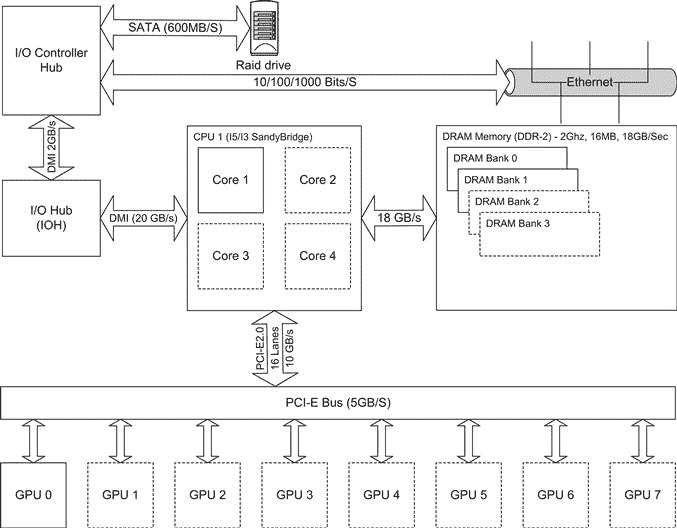 SATA (600MB/S)
I/O Controller
Hub
Raid drive
10/100/1000 Bits/S
Ethernet
DMI 2GB/s
CPU 1 (I5/I3 SandyBridge)
DRAM Memory (DDR-2) - 2Ghz, 16MB, 18GB/Sec
Core 1
Core 2
DRAM Bank 0
DRAM Bank 1
DRAM Bank 2
DRAM Bank 3
I/O Hub
(IOH)
DMI (20 GB/s)
18 GB/s
Core 3
Core 4
PCI-E2.0
16 Lanes
10 GB/s
PCI-E Bus (5GB/S)
GPU 0
GPU 1
GPU 2
GPU 3
GPU 4
GPU 5
GPU 6
GPU 7